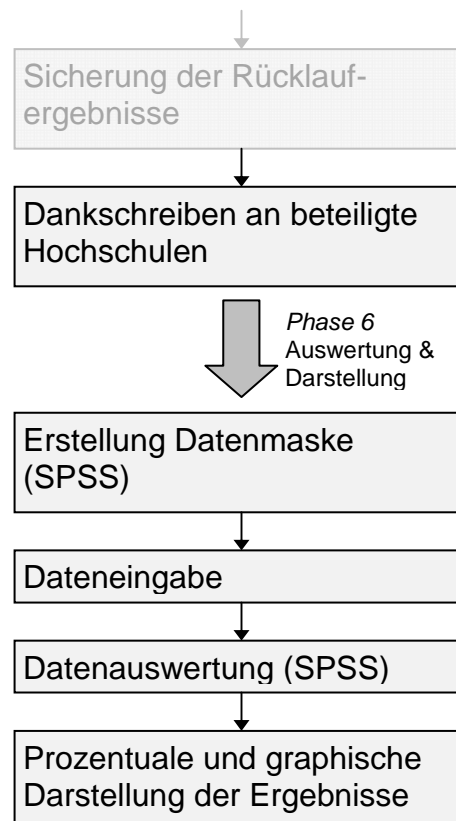 Sicherung der Rücklauf-
ergebnisse
Dankschreiben an beteiligte
Hochschulen
Phase 6
Auswertung &
Darstellung
Erstellung Datenmaske
(SPSS)
Dateneingabe
Datenauswertung (SPSS)
Prozentuale und graphische
Darstellung der Ergebnisse